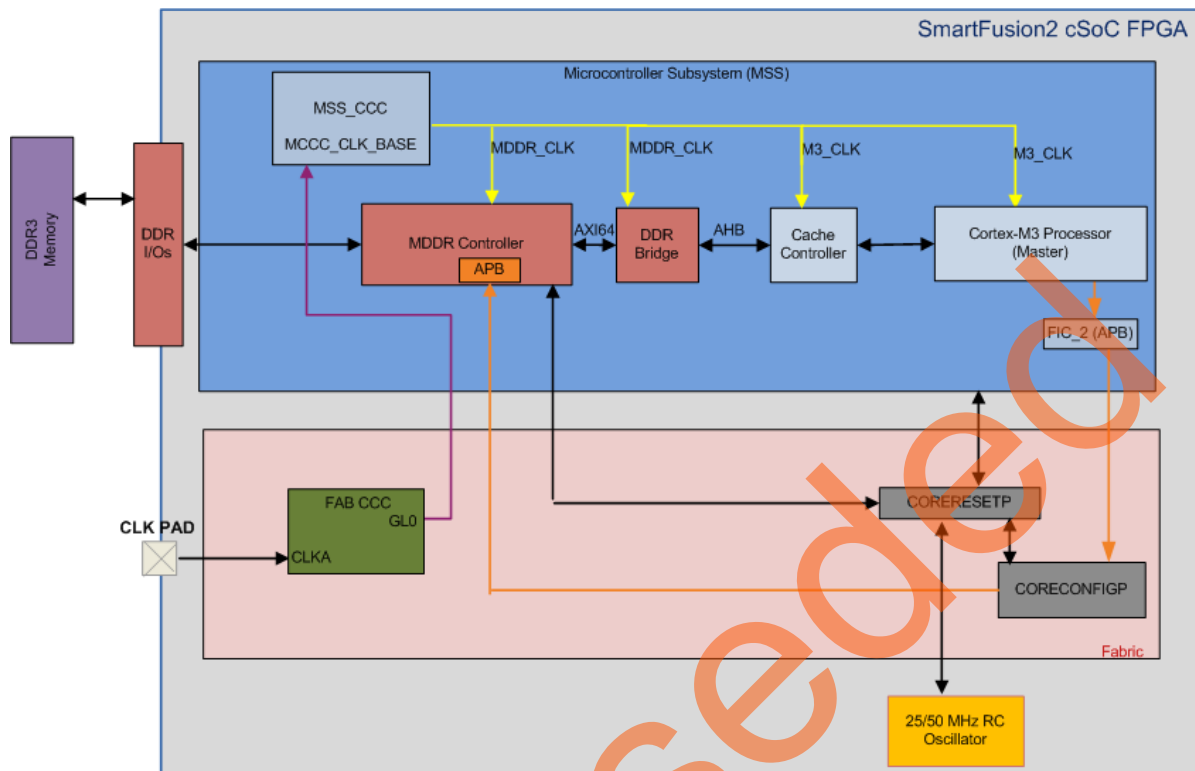 SmartFusion2 cSoC FPGA
Microcontroller Subsystem (MSS)
MSS_CCC
MCCC_CLK_BASE
MDDR_CLK
MDDR_CLK
M3_CLK
M3_CLK
DDR3
Memory
DDR
I/Os
MDDR Controller
APB
AXI64
DDR
Bridge
AHB
Cache
Controller
Cortex-M3 Processor
(Master)
FIC_2 (APB)
FAB CCC
GL0
CLKA
CLK PAD
CORERESETP
CORECONFIGP
Fabric
25/50 MHz RC
Oscillator
sed
ed